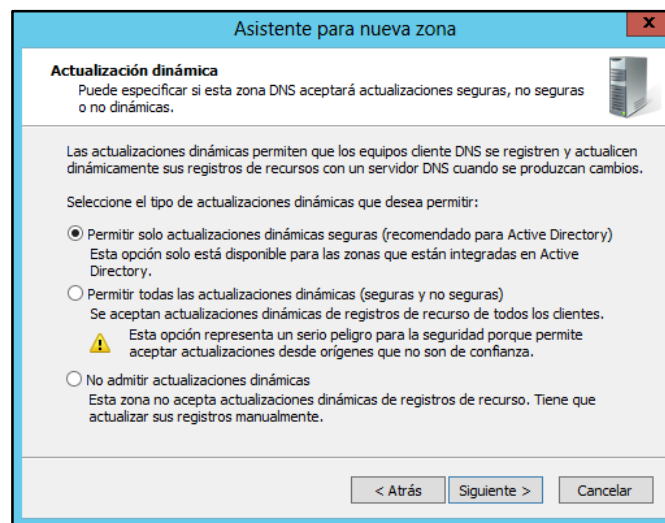 Asistente para nueva zona
x
Actualización dinámica
Puede especificar si esta zona DNS aceptará actualizaciones seguras, no seguras
o no dinámicas.
Las actualizaciones dinámicas permiten que los equipos cliente DNS se registren y actualicen
dinámicamente sus registros de recursos con un servidor DNS cuando se produzcan cambios.
Seleccione el tipo de actualizaciones dinámicas que desea permitir:
Permitir solo actualizaciones dinámicas seguras (recomendado para Active Directory)
Esta opción solo está disponible para las zonas que están integradas en Active
Directory.
Permitir todas las actualizaciones dinámicas (seguras y no seguras)
Se aceptan actualizaciones dinámicas de registros de recurso de todos los clientes.
Esta opción representa un serio peligro para la seguridad porque permite
aceptar actualizaciones desde orígenes que no son de confianza.
No admitir actualizaciones dinámicas
Esta zona no acepta actualizaciones dinámicas de registros de recurso. Tiene que
actualizar sus registros manualmente.
< Atrás Siguiente > Cancelar